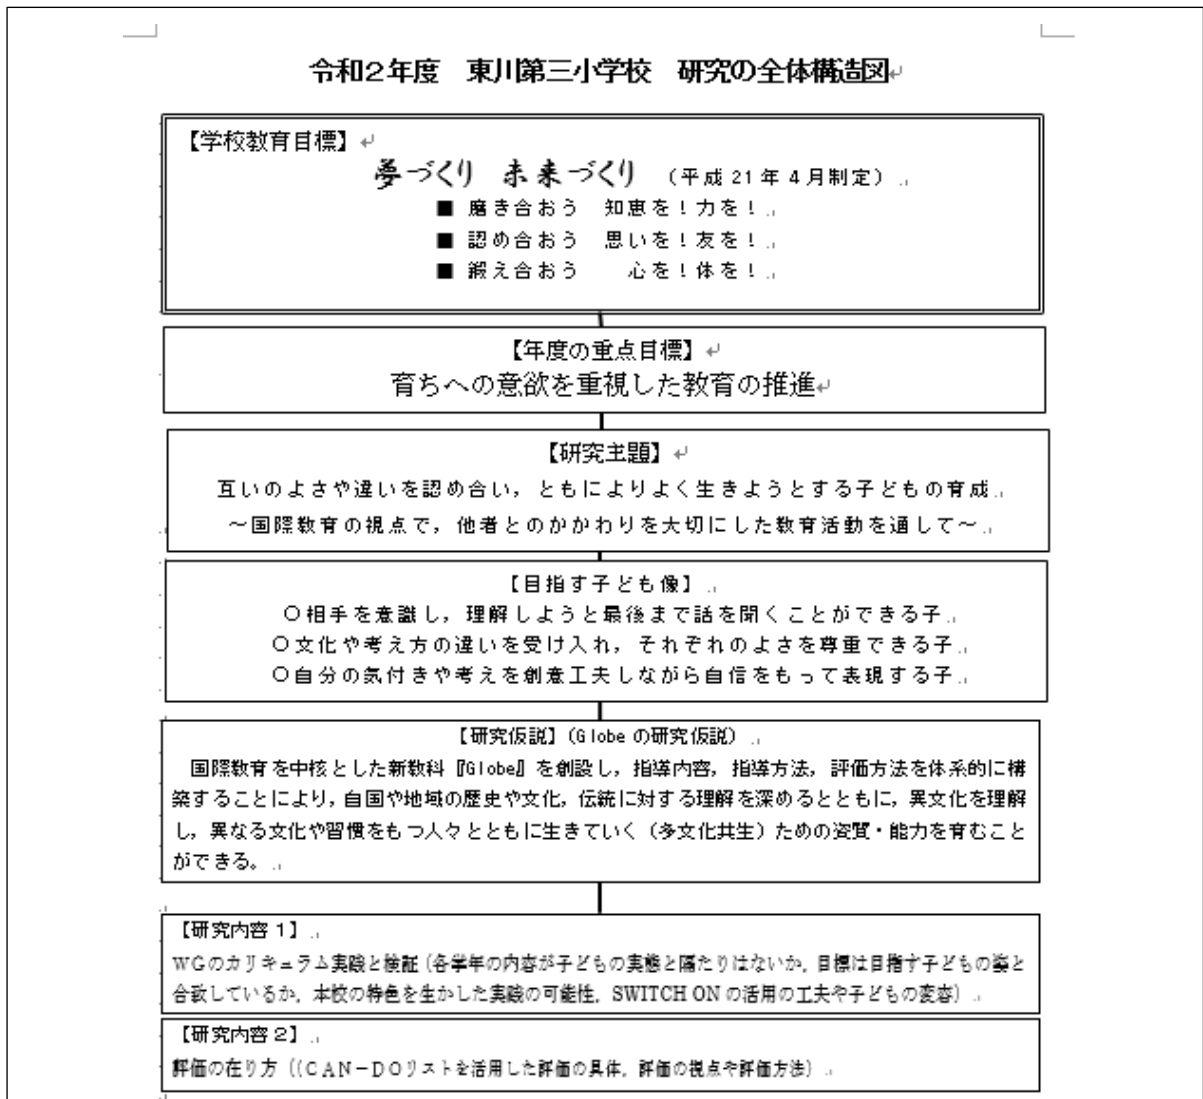 令和２年度　東川第三小学校　研究の全体構造図
【学校教育目標】
夢づくり　未来づくり　（平成21年４月制定）
■ 磨き合おう　知恵を！力を！
■ 認め合おう　思いを！友を！
■ 鍛え合おう　　心を！体を！
【年度の重点目標】
育ちへの意欲を重視した教育の推進
【研究主題】
互いのよさや違いを認め合い，ともによりよく生きようとする子どもの育成
～国際教育の視点で，他者とのかかわりを大切にした教育活動を通して～
【目指す子ども像】
○相手を意識し，理解しようと最後まで話を聞くことができる子
○文化や考え方の違いを受け入れ，それぞれのよさを尊重できる子
○自分の気付きや考えを創意工夫しながら自信をもって表現する子
【研究仮説】（Globeの研究仮説）
国際教育を中核とした新教科『Globe』を創設し，指導内容，指導方法，評価方法を体系的に構
築することにより，自国や地域の歴史や文化，伝統に対する理解を深めるとともに，異文化を理解
し，異なる文化や習慣をもつ人々とともに生きていく（多文化共生）ための資質・能力を育むこと
ができる。
【研究内容１】
ＷＧのカリキュラム実践と検証（各学年の内容が子どもの実態と隔たりはないか，目標は目指す子どもの姿と
合致しているか，本校の特色を生かした実践の可能性，SWITCH ONの活用の工夫や子どもの変容）
【研究内容２】
評価の在り方（（ＣＡＮ－ＤＯリストを活用した評価の具体，評価の視点や評価方法）